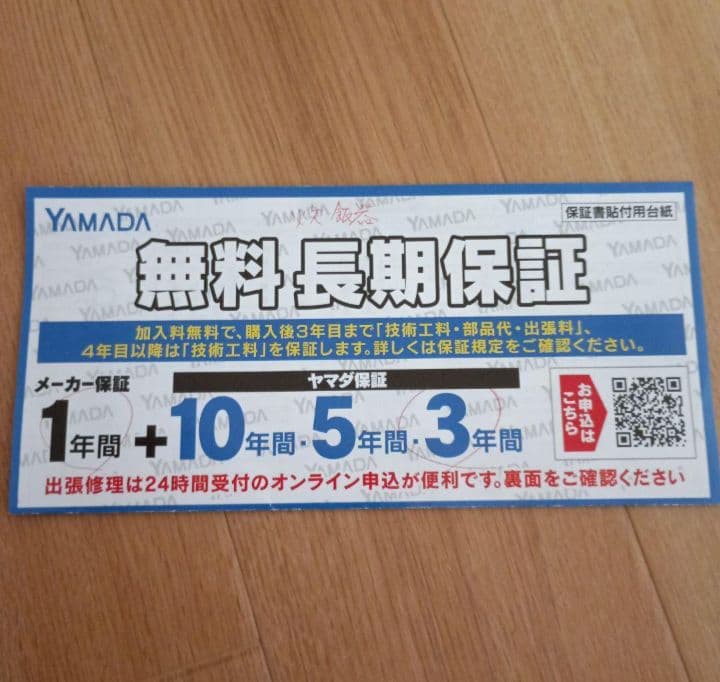 YAMADA
炊飯器
保証書貼付用台紙
無料長期保証
加入料無料で、購入後3年目まで「技術工料・部品代・出張料」、
4年目以降は「技術工料」を保証します。詳しくは保証規定をご確認ください。
メーカー保証
ヤマダ保証
1年間+10年間・5年間・3年間
お申込は
こちら
出張修理は24時間受付のオンライン申込が便利です。裏面をご確認ください